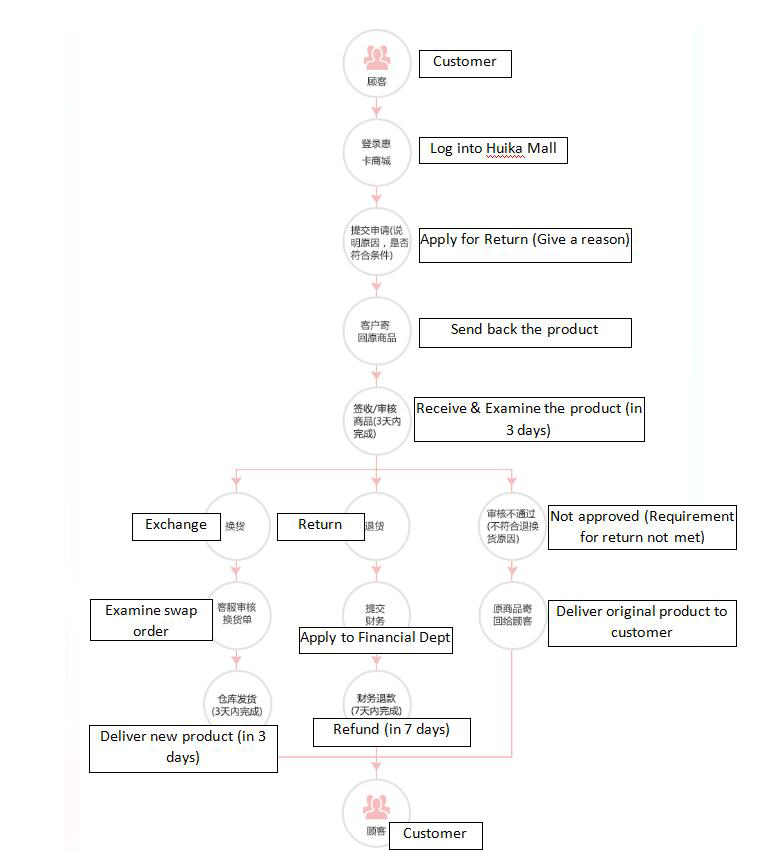 顾客
Customer
登录惠
卡商城
Log into Huika Mall
提交申请(说
明原因，是否
符合条件)
Apply for Return (Give a reason)
客户寄
回原商品
Send back the product
签收/审核
商品(3天内
完成)
Receive & Examine the product (in
3 days)
Exchange
换货
Return
退货
审核不通过
(不符合退换
货原因)
Not approved (Requirement
for return not met)
Examine swap
order
客服审核
换货单
提交
财务
Apply to Financial Dept
原商品寄
回给顾客
Deliver original product to
customer
仓库发货
(3天内完成)
Deliver new product (in 3
days)
财务退款
(7天内完成)
Refund (in 7 days)
顾客
Customer